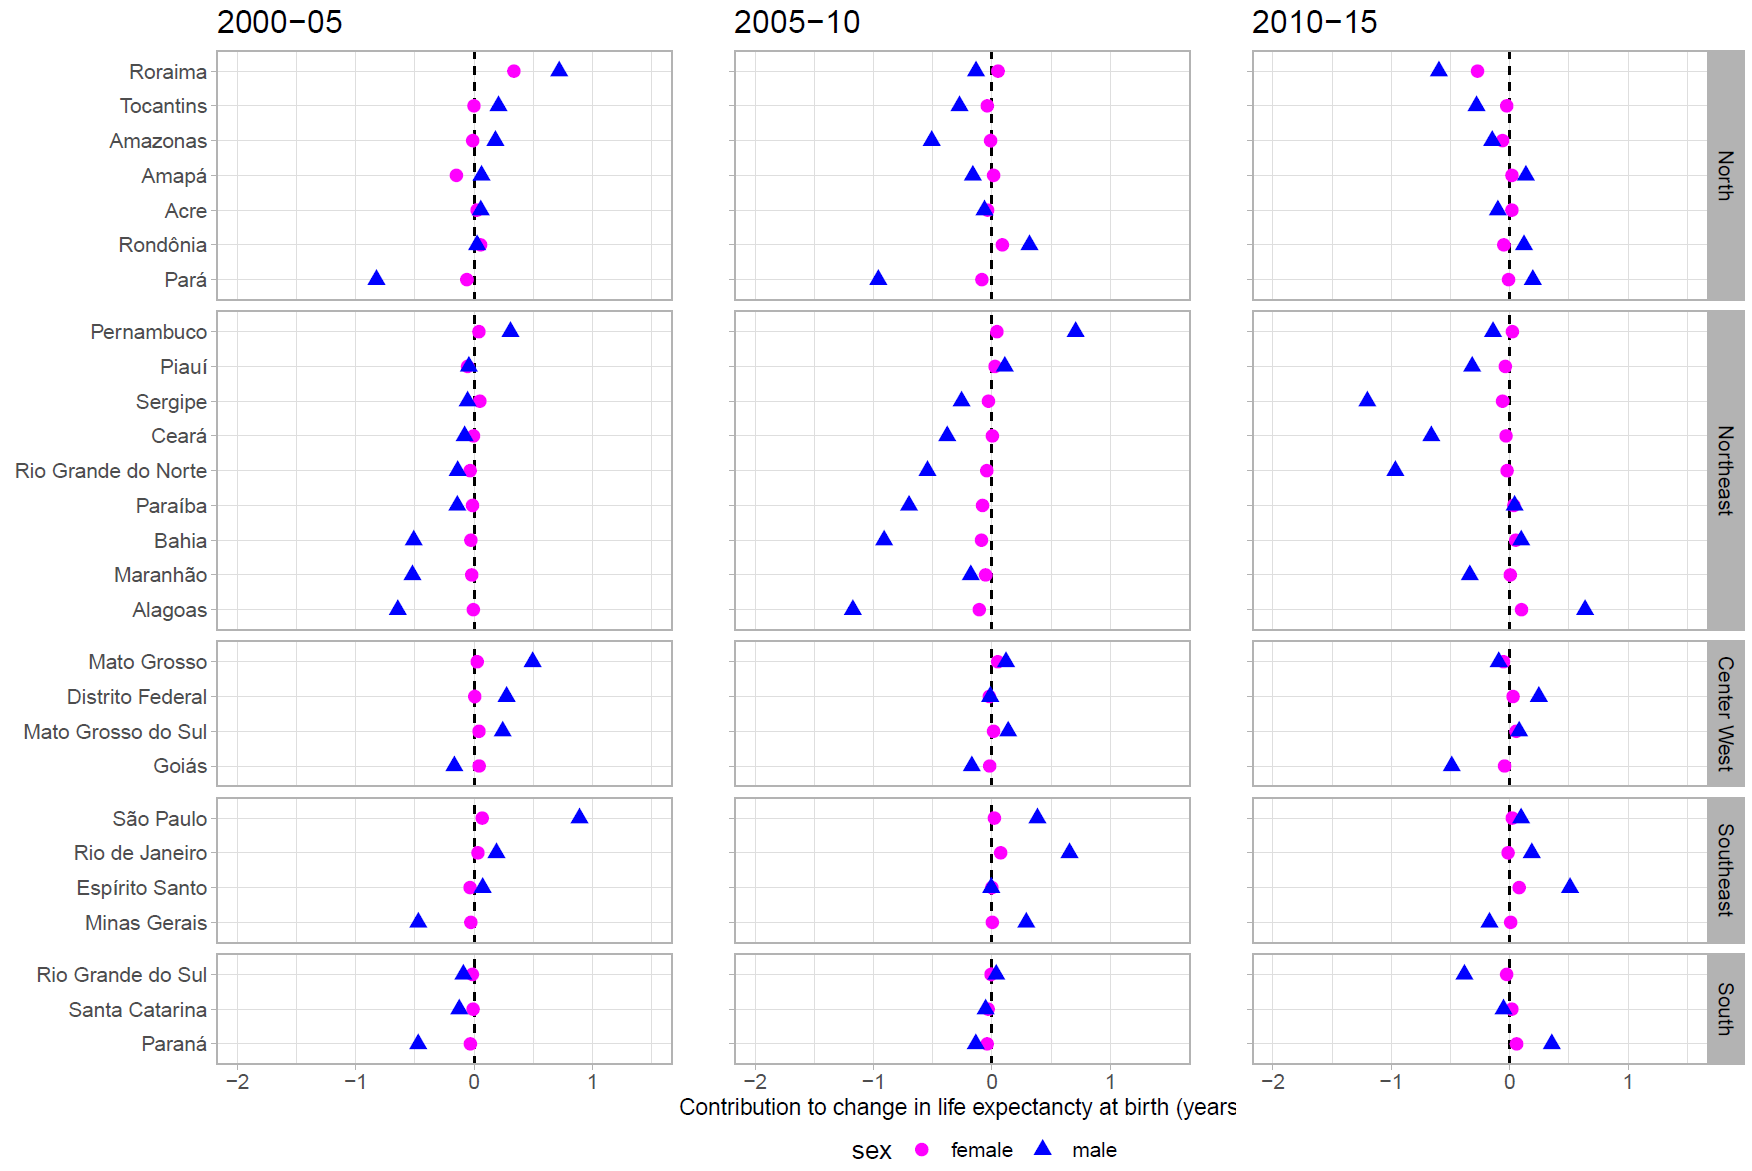 2000−05 2005−10 2010−15
Roraima
Tocantins
Amazonas
Amapá
Acre
Rondônia
Pará
North
Pernambuco
Piauí
Sergipe
Ceará
Rio Grande do Norte
Paraíba
Bahia
Maranhão
Alagoas
Northeast
Mato Grosso
Distrito Federal
Mato Grosso do Sul
Goiás
Center West
São Paulo
Rio de Janeiro
Espírito Santo
Minas Gerais
Southeast
Rio Grande do Sul
Santa Catarina
Paraná
South
−2 −1 0 1 −2 −1 0 1 −2 −1 0 1
Contribution to change in life expectancty at birth (years
sex female male